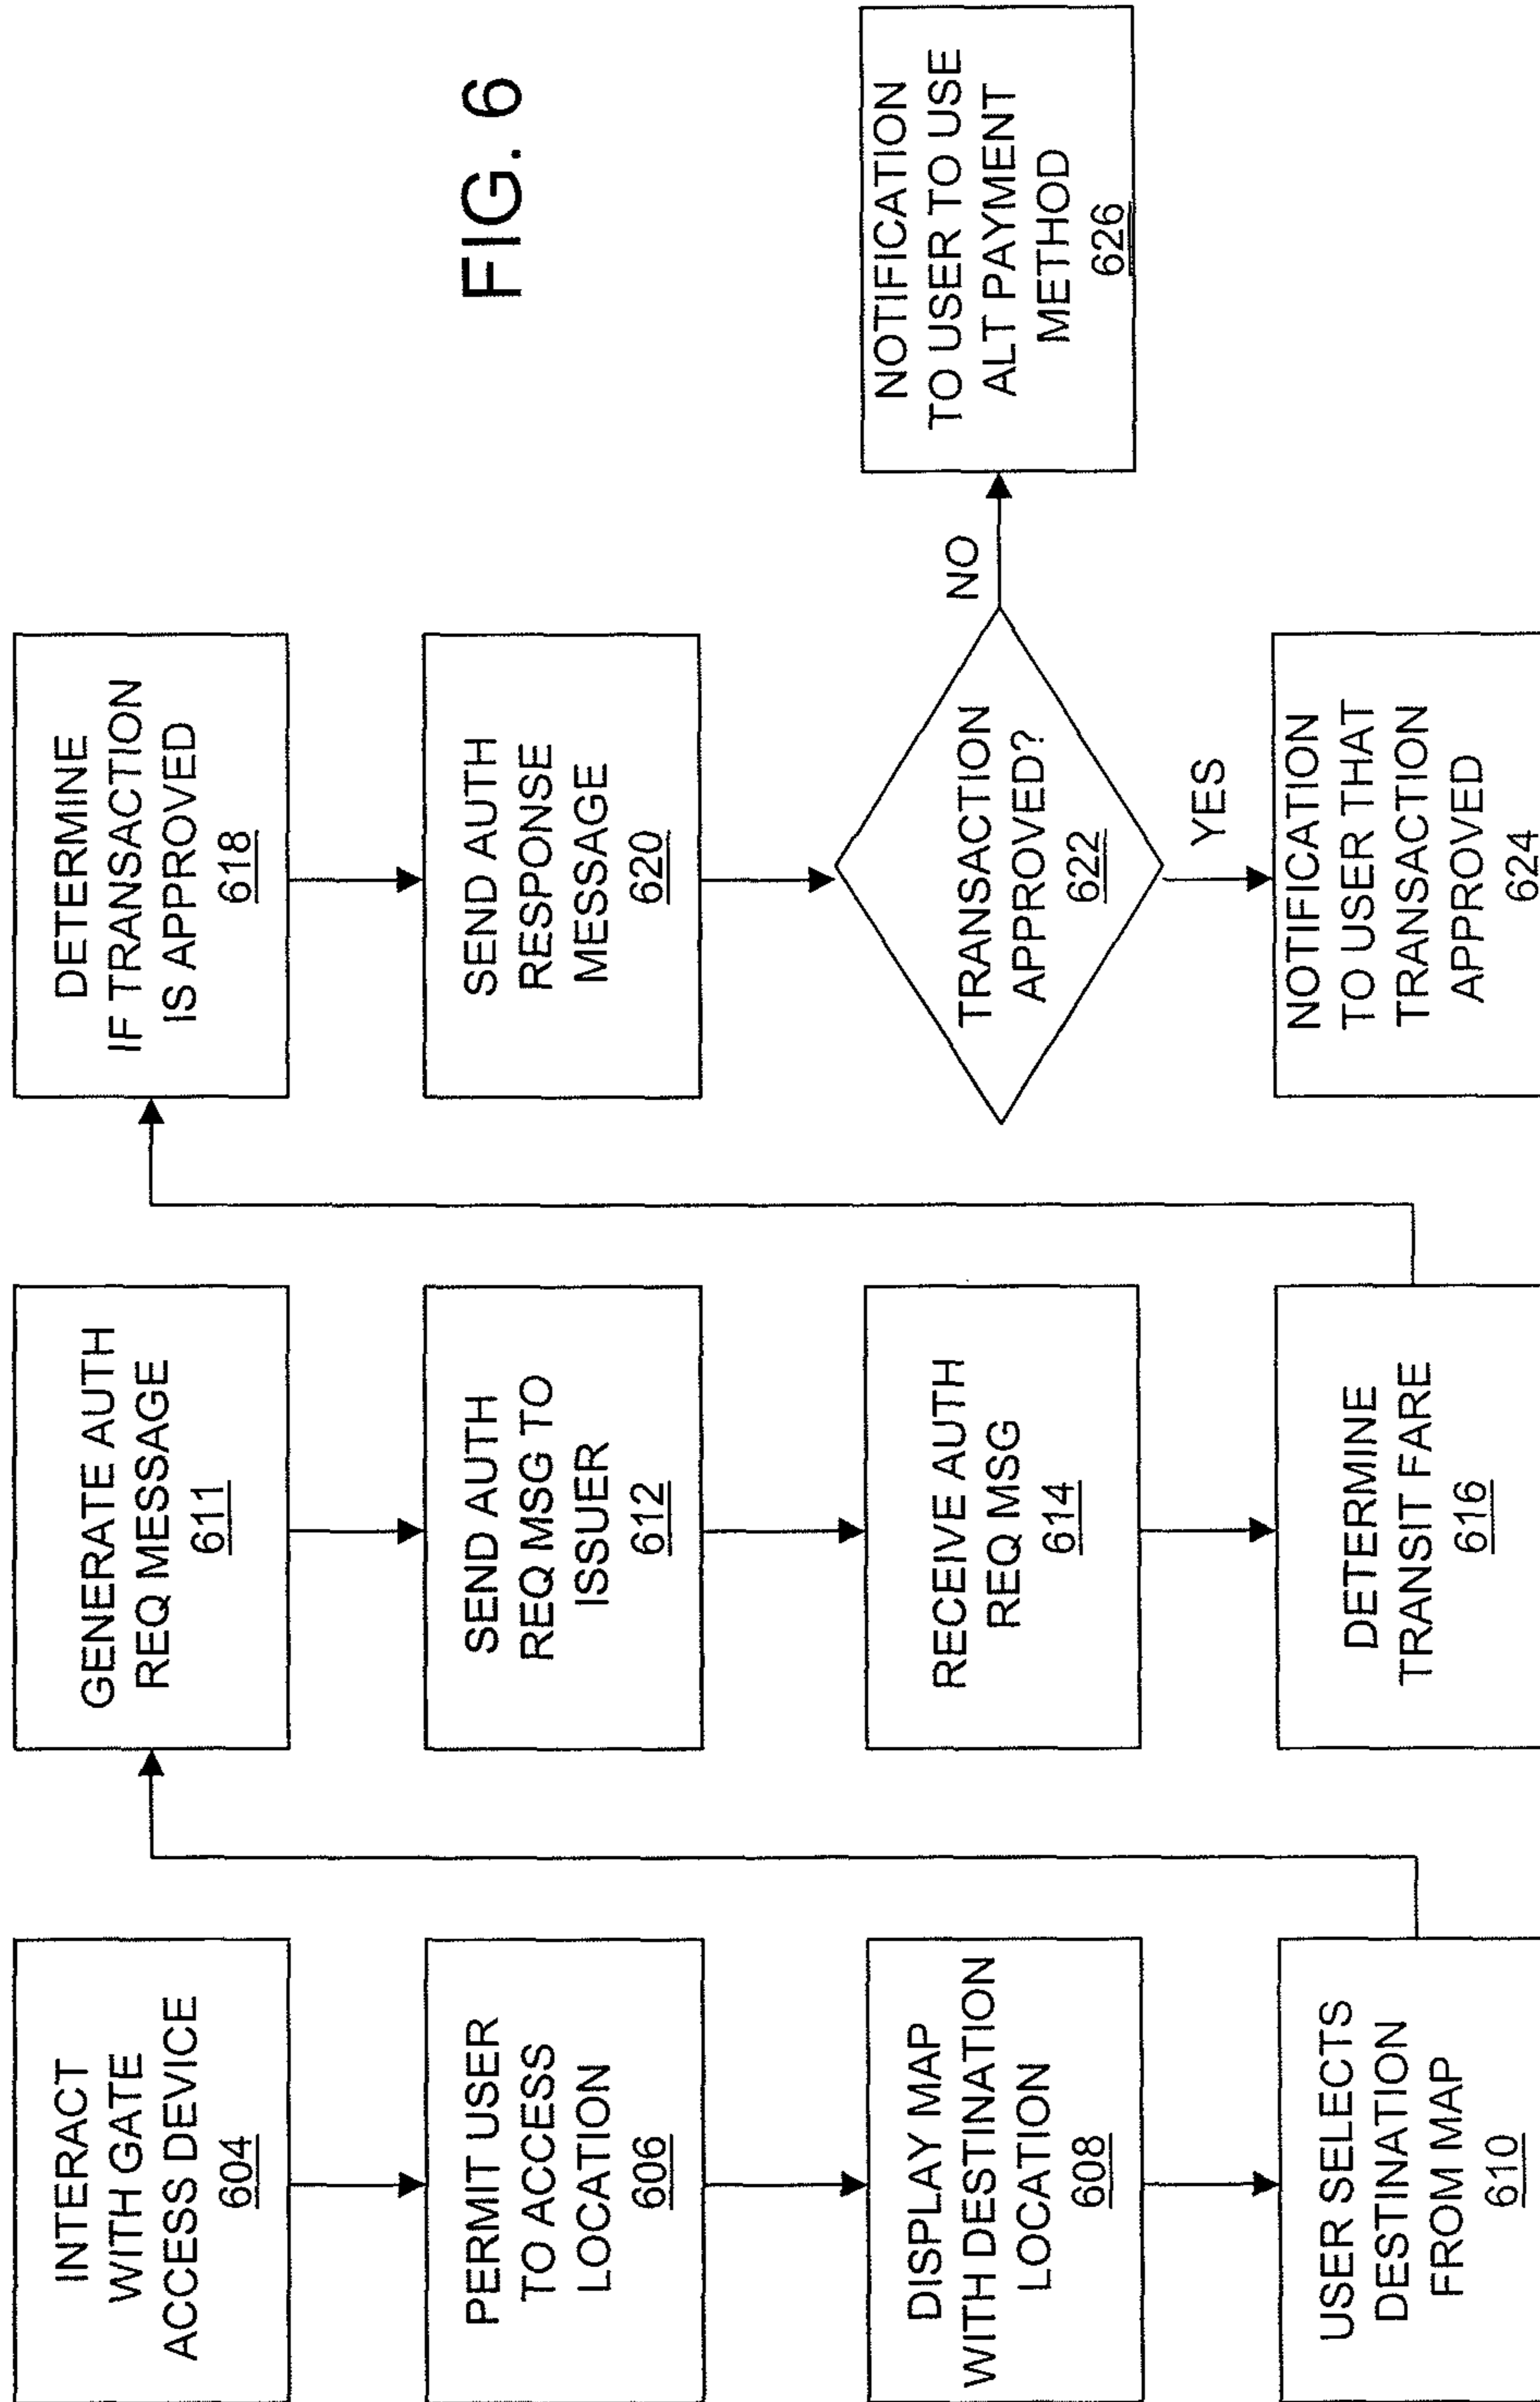 INTERACT
WITH GATE
ACCESS DEVICE
604
PERMIT USER
TO ACCESS
LOCATION
606
DISPLAY MAP
WITH DESTINATION
LOCATION
608
USER SELECTS
DESTINATION
FROM MAP
610
GENERATE AUTH
REQ MESSAGE
611
SEND AUTH
REQ MSG TO
ISSUER
612
RECEIVE AUTH
REQ MSG
614
DETERMINE
TRANSIT FARE
616
DETERMINE
IF TRANSACTION
IS APPROVED
618
SEND AUTH
RESPONSE
MESSAGE
620
TRANSACTION
APPROVED?
622
YES
NOTIFICATION
TO USER THAT
TRANSACTION
APPROVED
624
NO
NOTIFICATION
TO USER TO USE
ALT PAYMENT
METHOD
626
FIG. 6